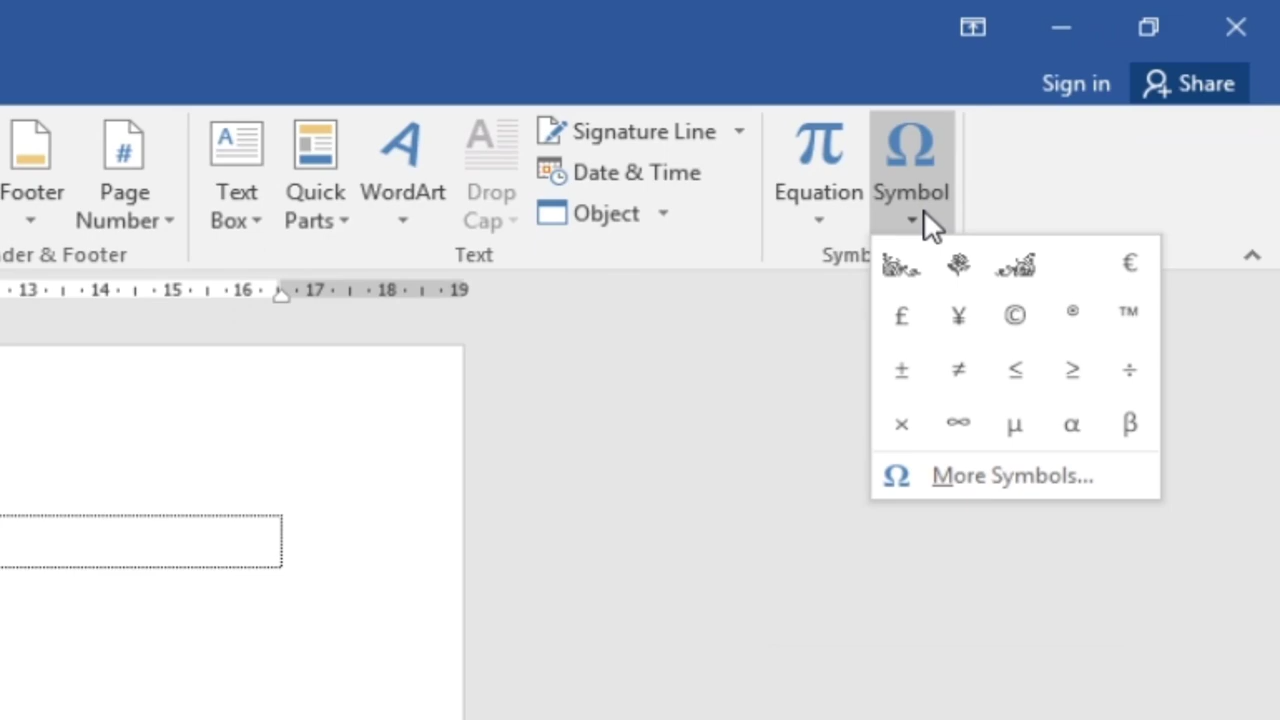 Sign in Share
Footer Page Number Text Box Quick Parts WordArt Drop Cap Signature Line Date & Time Object Equation Symbol
der & Footer Text Symb
13 14 15 16 17 18 19
€
£ ¥ © ® ™
± ≠ ≤ ≥ ÷
× ∞ µ α β
More Symbols...